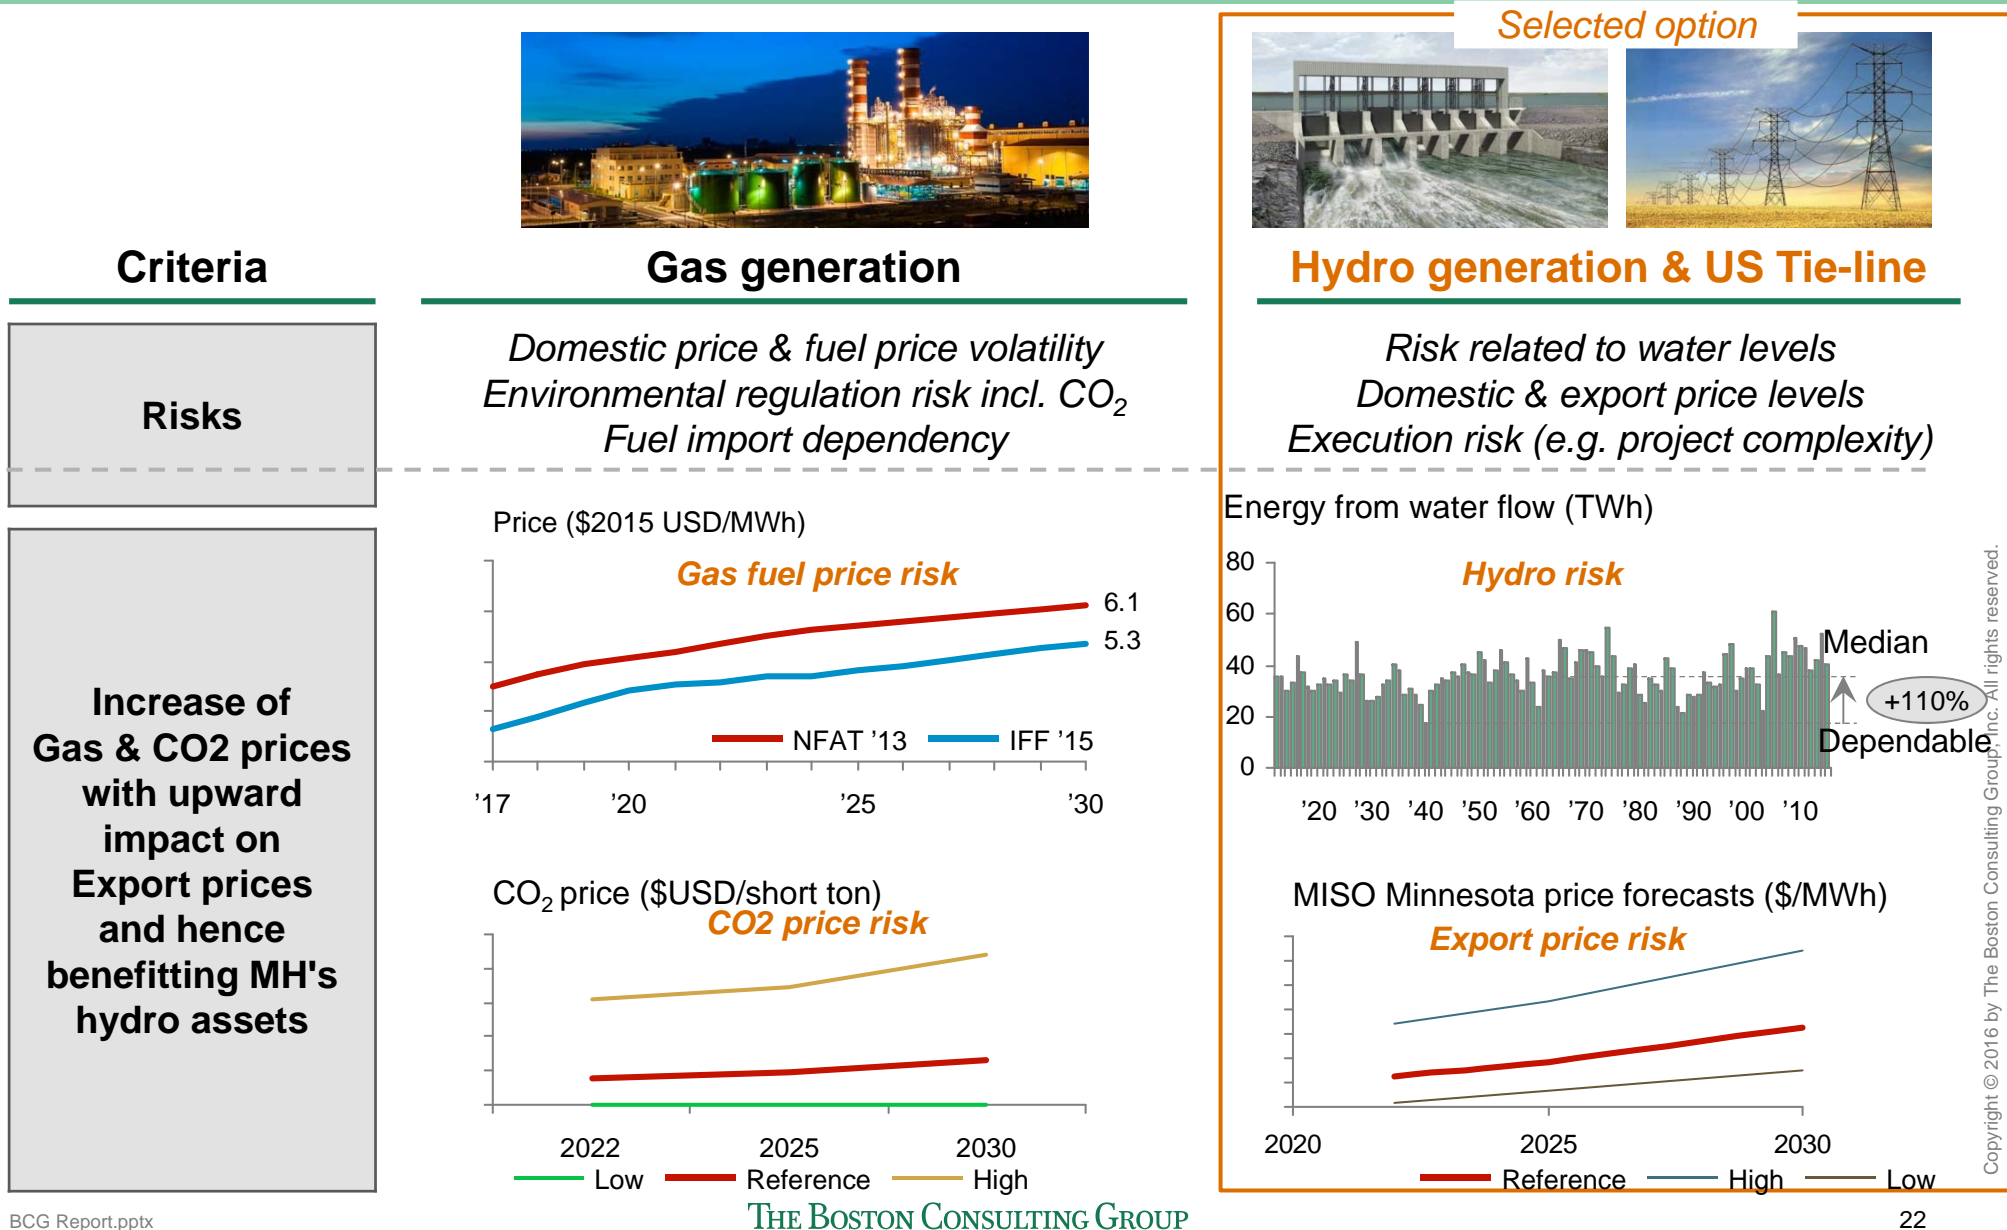 Selected option
Criteria
Gas generation
Hydro generation & US Tie-line
Risks
Domestic price & fuel price volatility
Environmental regulation risk incl. CO2
Fuel import dependency
Risk related to water levels
Domestic & export price levels
Execution risk (e.g. project complexity)
Increase of
Gas & CO2 prices
with upward
impact on
Export prices
and hence
benefitting MH's
hydro assets
Price ($2015 USD/MWh)
Gas fuel price risk
6.1
5.3
NFAT ’13
IFF ’15
’17
’20
’25
’30
Energy from water flow (TWh)
Hydro risk
80
60
40
20
0
Median
+110%
Dependable
’20
’30
’40
’50
’60
’70
’80
’90
’00
’10
CO2 price ($USD/short ton)
CO2 price risk
2022
2025
2030
Low
Reference
High
MISO Minnesota price forecasts ($/MWh)
Export price risk
2020
2025
2030
Reference
High
Low
Copyright © 2016 by The Boston Consulting Group, Inc. All rights reserved.
BCG Report.pptx
THE BOSTON CONSULTING GROUP
22